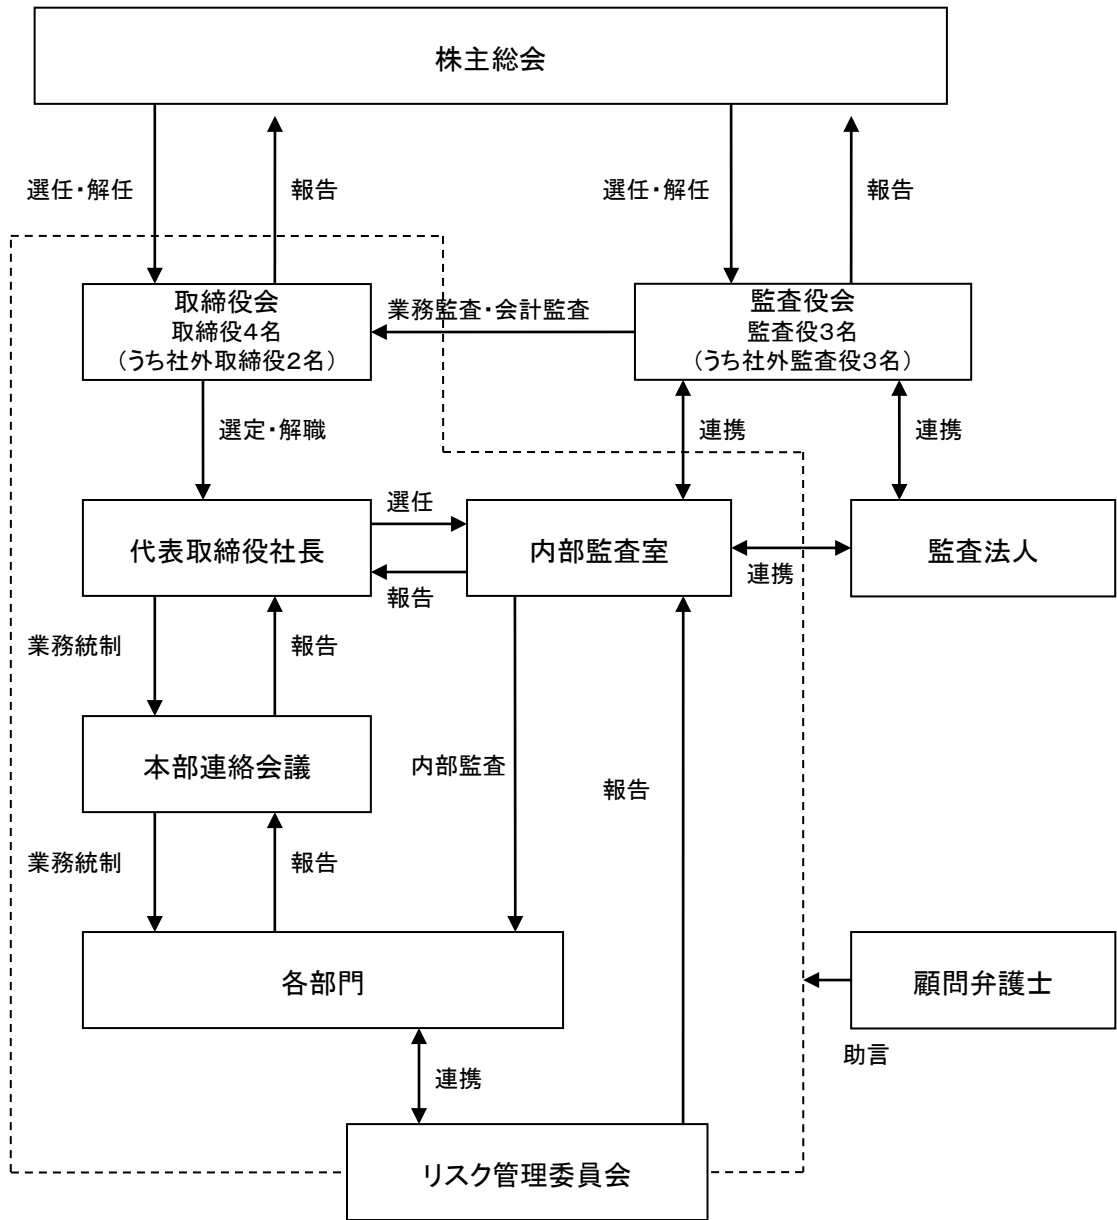 株主総会
選任・解任
報告
選任・解任
報告
取締役会
取締役4名
(うち社外取締役2名)
業務監査・会計監査
監査役会
監査役3名
(うち社外監査役3名)
選定・解職
連携
連携
代表取締役社長
選任
報告
内部監査室
連携
監査法人
業務統制
報告
本部連絡会議
内部監査
報告
業務統制
報告
各部門
顧問弁護士
助言
連携
リスク管理委員会